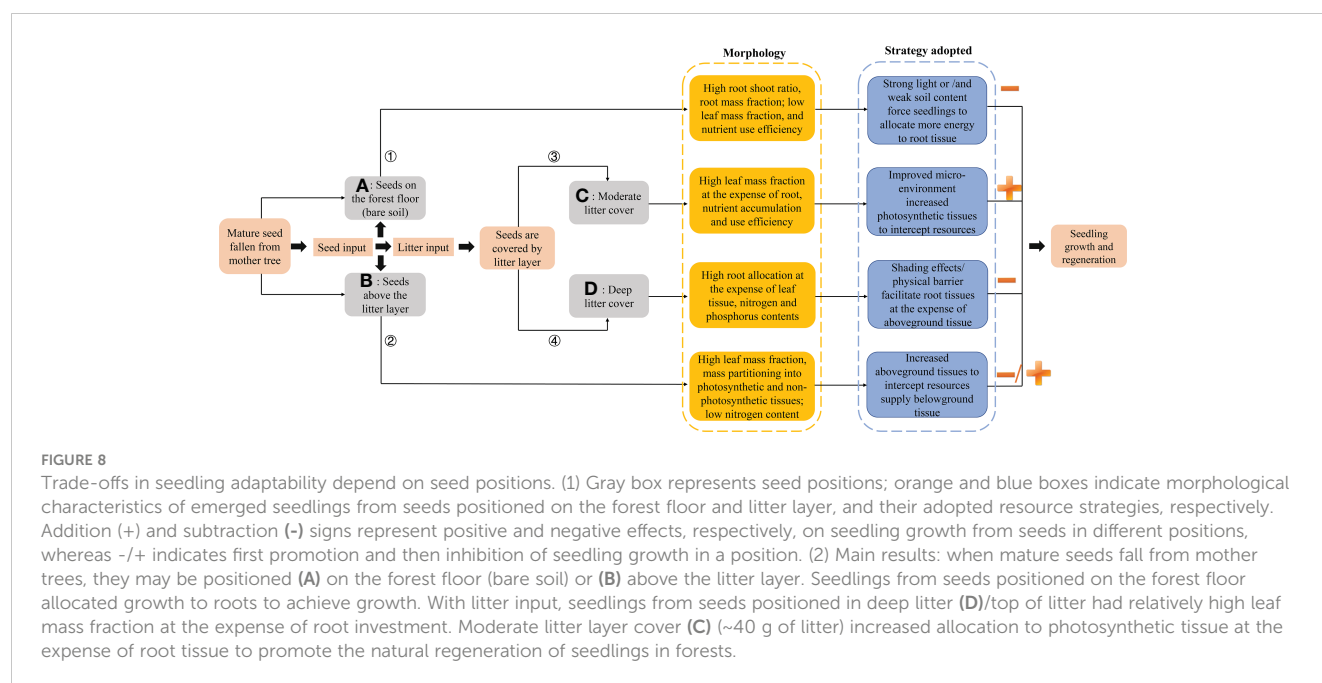 Morphology
Strategy adopted
High root shoot ratio,
root mass fraction; low
leaf mass fraction, and
nutrient use efficiency
Strong light or /and
weak soil content
force seedlings to
allocate more energy
to root tissue
−
①
③
A : Seeds on
the forest floor
(bare soil)
C : Moderate
litter cover
High leaf mass fraction
at the expense of root,
nutrient accumulation
and use efficiency
Improved micro-
environment
increased
photosynthetic tissues
to intercept resources
+
Mature seed
fallen from
mother tree
Seed input
Litter input
Seeds are
covered by
litter layer
Seedling
growth and
regeneration
B : Seeds
above the
litter layer
D : Deep
litter cover
High root allocation at
the expense of leaf
tissue, nitrogen and
phosphorus contents
Shading effects/
physical barrier
facilitate root tissues
at the expense of
aboveground tissue
−
②
④
High leaf mass fraction,
mass partitioning into
photosynthetic and non-
photosynthetic tissues;
low nitrogen content
Increased
aboveground tissues to
intercept resources
supply belowground
tissue
−/+
FIGURE 8
Trade-offs in seedling adaptability depend on seed positions. (1) Gray box represents seed positions; orange and blue boxes indicate morphological
characteristics of emerged seedlings from seeds positioned on the forest floor and litter layer, and their adopted resource strategies, respectively.
Addition (+) and subtraction (-) signs represent positive and negative effects, respectively, on seedling growth from seeds in different positions,
whereas -/+ indicates first promotion and then inhibition of seedling growth in a position. (2) Main results: when mature seeds fall from mother
trees, they may be positioned (A) on the forest floor (bare soil) or (B) above the litter layer. Seedlings from seeds positioned on the forest floor
allocated growth to roots to achieve growth. With litter input, seedlings from seeds positioned in deep litter (D)/top of litter had relatively high leaf
mass fraction at the expense of root investment. Moderate litter layer cover (C) (~40 g of litter) increased allocation to photosynthetic tissue at the
expense of root tissue to promote the natural regeneration of seedlings in forests.